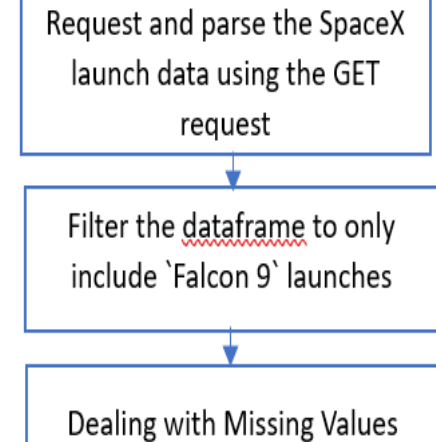 Request and parse the SpaceX
launch data using the GET
request
Filter the dataframe to only
include `Falcon 9` launches
Dealing with Missing Values